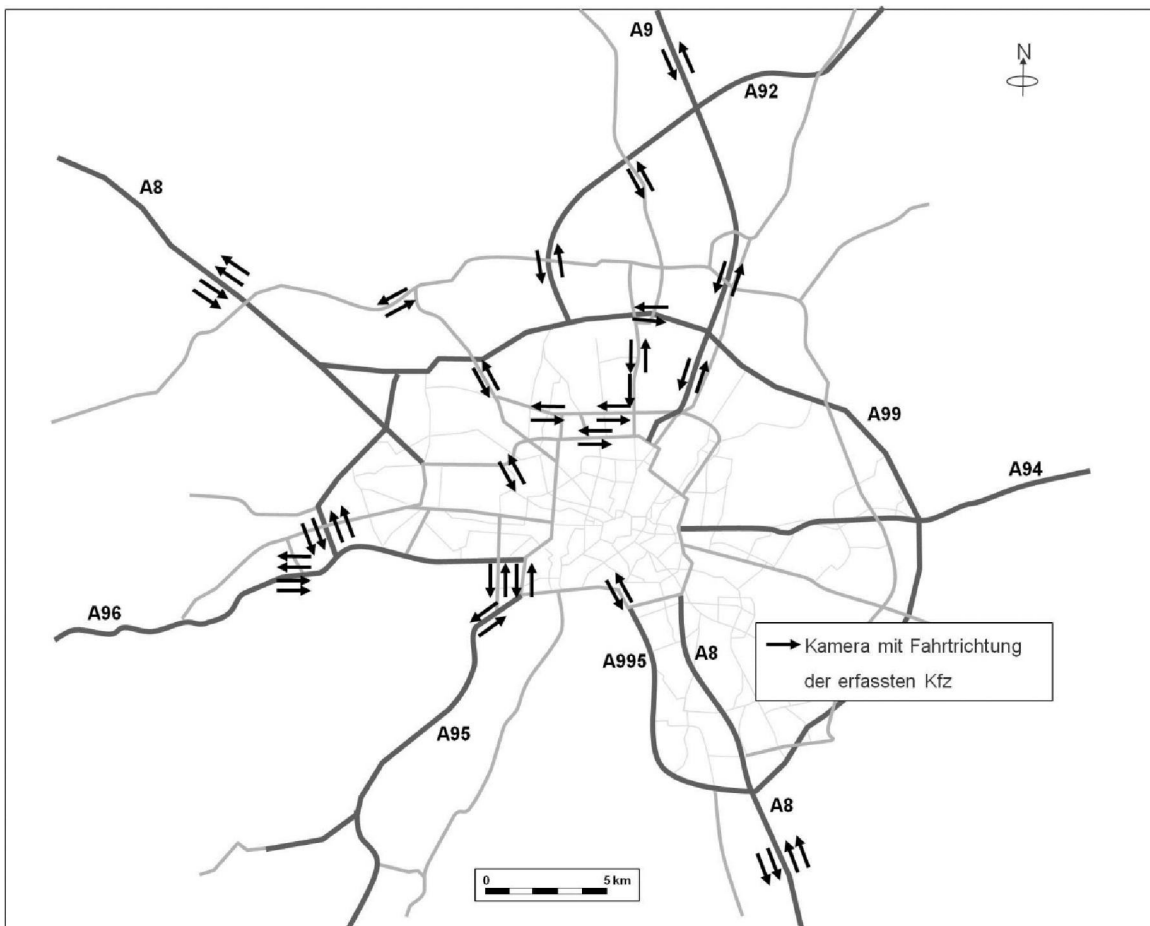 A9
N
A92
A8
A99
A94
A96
Kamera mit Fahrtrichtung
der erfassten Kfz
A995
A8
A95
A8
0 5 km